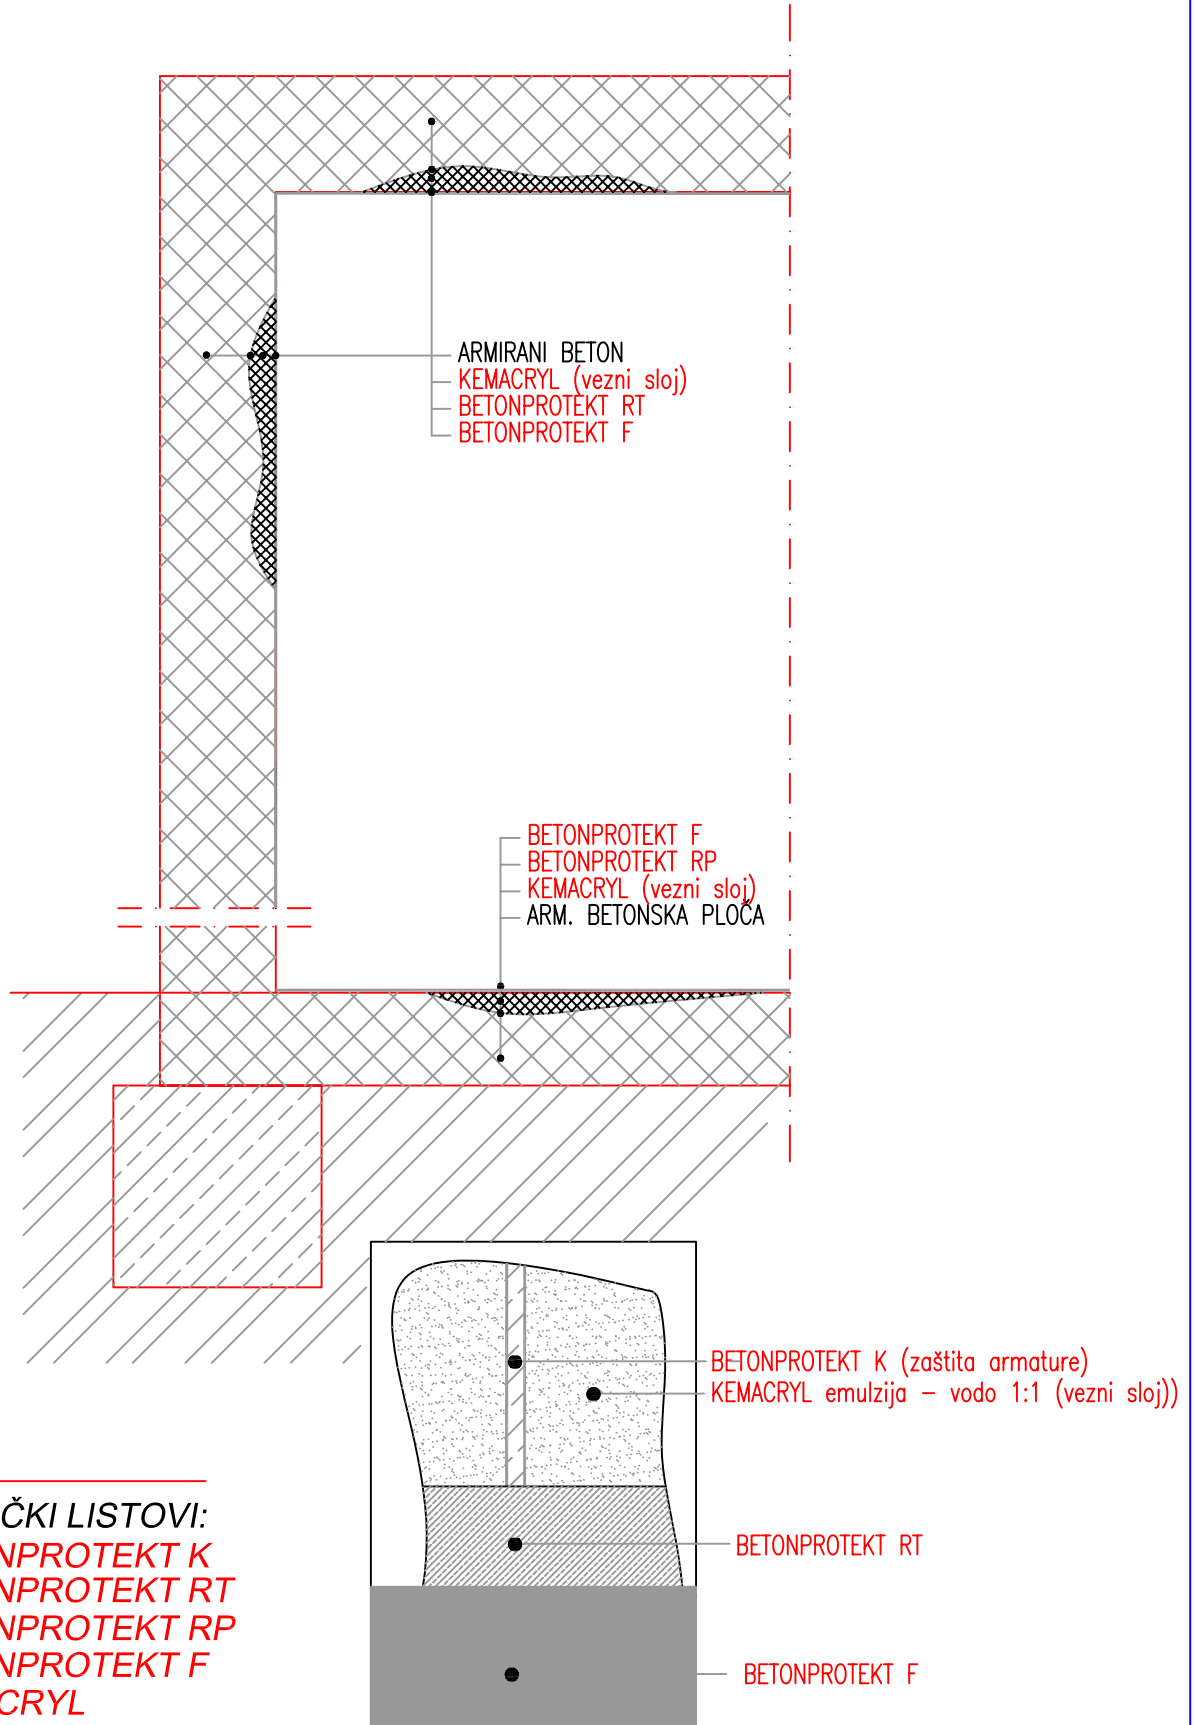 ARMIRANI BETON
KEMACRYL (vezni sloj)
BETONPROTEKT RT
BETONPROTEKT F
BETONPROTEKT F
BETONPROTEKT RP
KEMACRYL (vezni sloj)
ARM. BETONSKA PLOČA
BETONPROTEKT K (zaštita armature)
KEMACRYL emulzija – vodo 1:1 (vezni sloj))
BETONPROTEKT RT
BETONPROTEKT F
ČKI LISTOVI:
NPROTEKT K
NPROTEKT RT
NPROTEKT RP
NPROTEKT F
CRYL